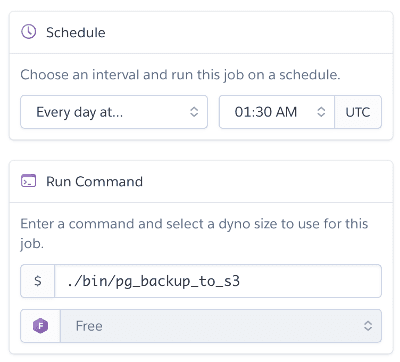 Schedule
Choose an interval and run this job on a schedule.
Every day at... 01:30 AM UTC
Run Command
Enter a command and select a dyno size to use for this
job.
$ ./bin/pg_backup_to_s3
F Free